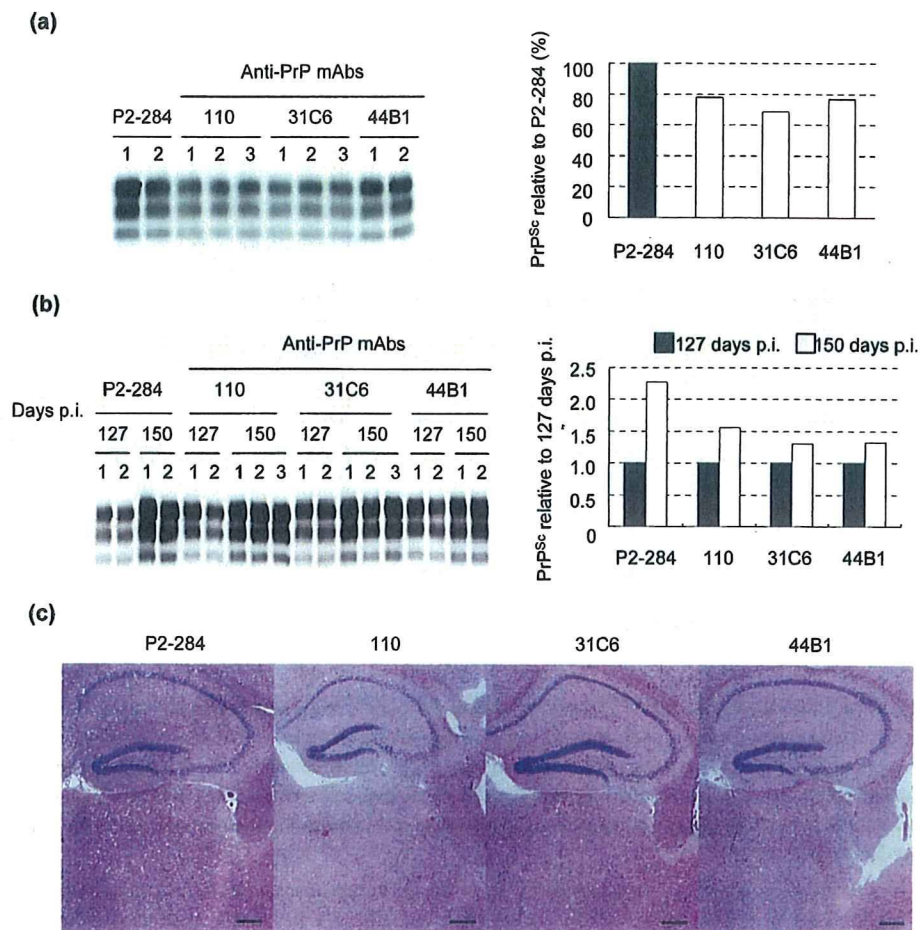 (a)
Anti-PrP mAbs
P2-284 110 31C6 44B1
1 2 1 2 3 1 2 3 1 2
PrPSc relative to P2-284 (%)
100
80
60
40
20
0
P2-284 110 31C6 44B1
(b)
Anti-PrP mAbs
P2-284 110 31C6 44B1
Days p.i.
127 150 127 150 127 150 127 150
1 2 1 2 1 2 1 2 3 1 2 1 2 3 1 2 1 2
127 days p.i. 150 days p.i.
PrPSc relative to 127 days p.i.
2.5
2.0
1.5
1.0
0.5
0
P2-284 110 31C6 44B1
(c)
P2-284 110 31C6 44B1